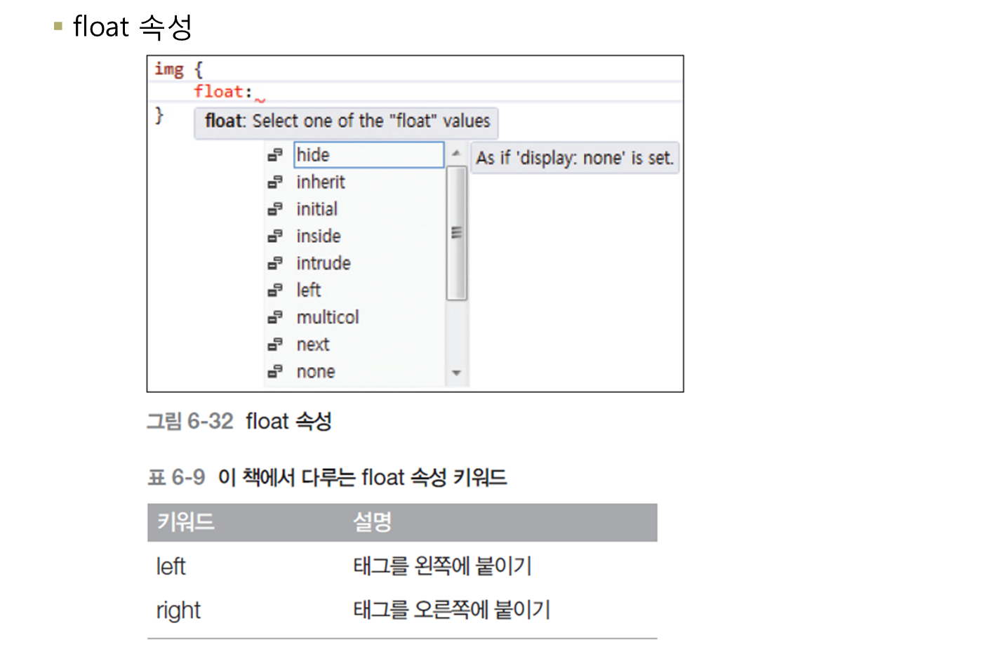 float 속성
img {
float:
}
float: Select one of the "float" values
hide
As if 'display: none' is set.
inherit
initial
inside
intrude
left
multicol
next
none
그림 6-32 float 속성
표 6-9 이 책에서 다루는 float 속성 키워드
키워드 설명
left 태그를 왼쪽에 붙이기
right 태그를 오른쪽에 붙이기